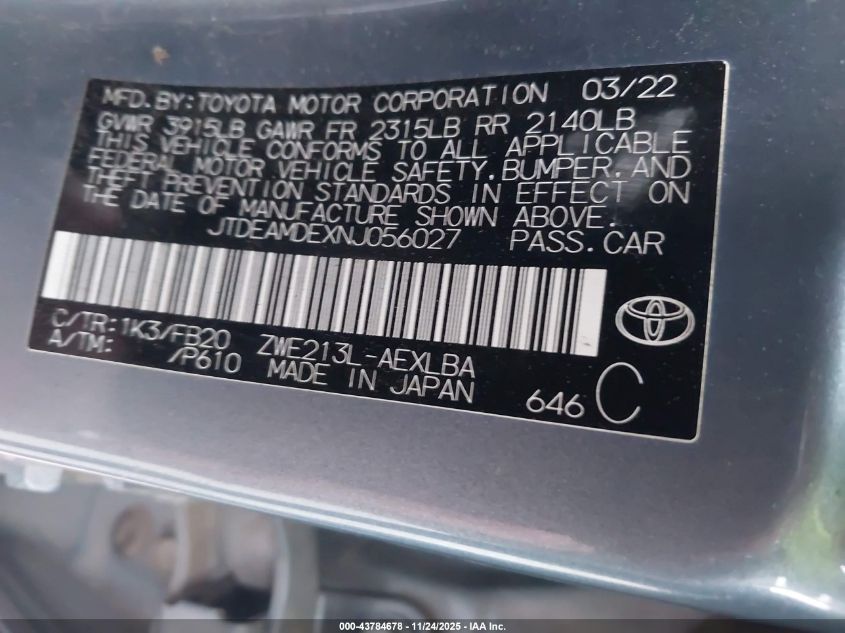 MFD. BY: TOYOTA MOTOR CORPORATION 03/22
GVWR 3915LB GAWR FR 2315LB RR 2140LB
THIS VEHICLE CONFORMS TO ALL APPLICABLE
FEDERAL MOTOR VEHICLE SAFETY, BUMPER, AND
THEFT PREVENTION STANDARDS IN EFFECT ON
THE DATE OF MANUFACTURE SHOWN ABOVE.
JTDEAMDEXNJ056027 PASS. CAR
C/TR: 1K3/FB20 ZWE213L-AEXLBA
A/TM: /P610 MADE IN JAPAN 646 C
000-43784678 - 11/24/2025 - IAA Inc.